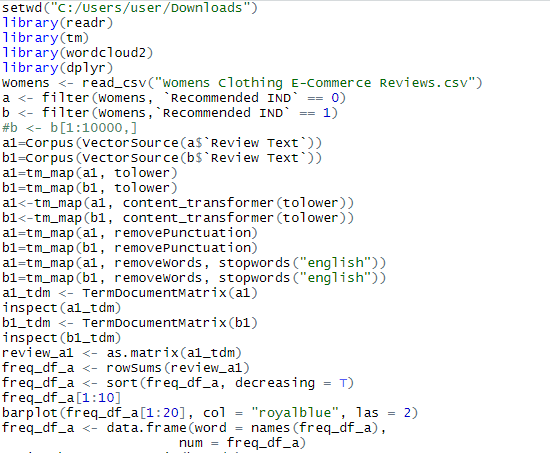 setwd("C:/Users/user/Downloads")
library(readr)
library(tm)
library(wordcloud2)
library(dplyr)
Womens <- read_csv("Womens Clothing E-Commerce Reviews.csv")
a <- filter(Womens, `Recommended IND` == 0)
b <- filter(Womens,`Recommended IND` == 1)
#b <- b[1:10000,]
a1=Corpus(VectorSource(a$`Review Text`))
b1=Corpus(VectorSource(b$`Review Text`))
a1=tm_map(a1, tolower)
b1=tm_map(b1, tolower)
a1<-tm_map(a1, content_transformer(tolower))
b1<-tm_map(b1, content_transformer(tolower))
a1=tm_map(a1, removePunctuation)
b1=tm_map(b1, removePunctuation)
a1=tm_map(a1, removeWords, stopwords("english"))
b1=tm_map(b1, removeWords, stopwords("english"))
a1_tdm <- TermDocumentMatrix(a1)
inspect(a1_tdm)
b1_tdm <- TermDocumentMatrix(b1)
inspect(b1_tdm)
review_a1 <- as.matrix(a1_tdm)
freq_df_a <- rowSums(review_a1)
freq_df_a <- sort(freq_df_a, decreasing = T)
freq_df_a[1:10]
barplot(freq_df_a[1:20], col = "royalblue", las = 2)
freq_df_a <- data.frame(word = names(freq_df_a),
num = freq_df_a)